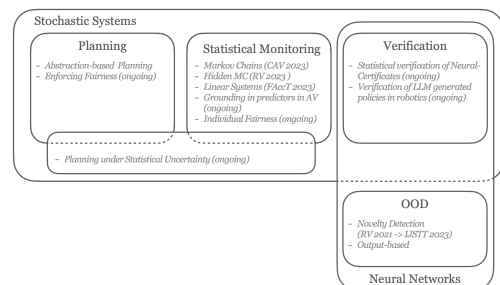 Stochastic Systems
Planning
- Abstraction-based Planning
- Enforcing Fairness (ongoing)
Statistical Monitoring
- Markov Chains (CAV 2023)
- Hidden MC (RV 2023 )
- Linear Systems (FAccT 2023)
- Grounding in predictors in AV
(ongoing)
- Individual Fairness (ongoing)
Verification
- Statistical verification of Neural-
Certificates (ongoing)
- Verification of LLM generated
policies in robotics (ongoing)
- Planning under Statistical Uncertainty (ongoing)
OOD
- Novelty Detection
(RV 2021 -> IJSTT 2023)
- Output-based
Neural Networks